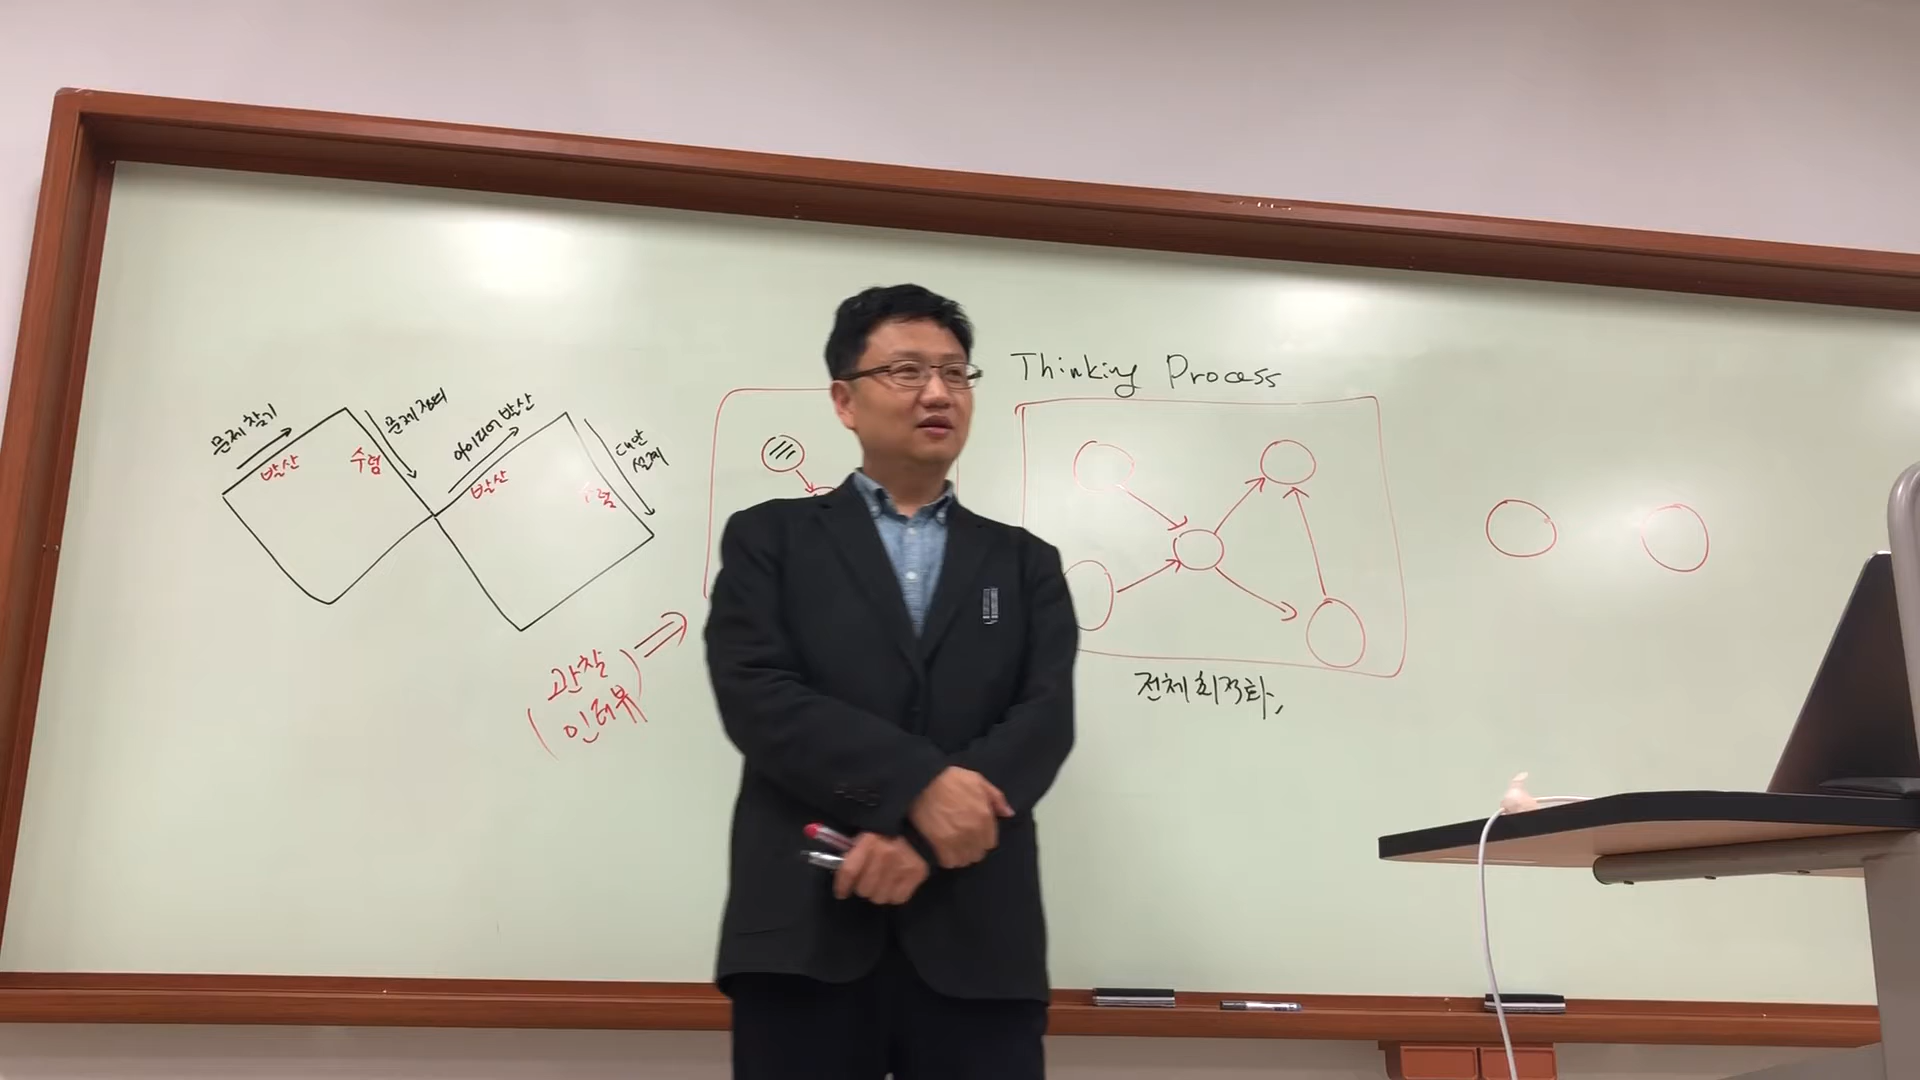 문제 찾기
발산
수렴
문제정의
아이디어 발산
발산
수렴
대안
설계
관찰
인터뷰
Thinking Process
전체최적화,